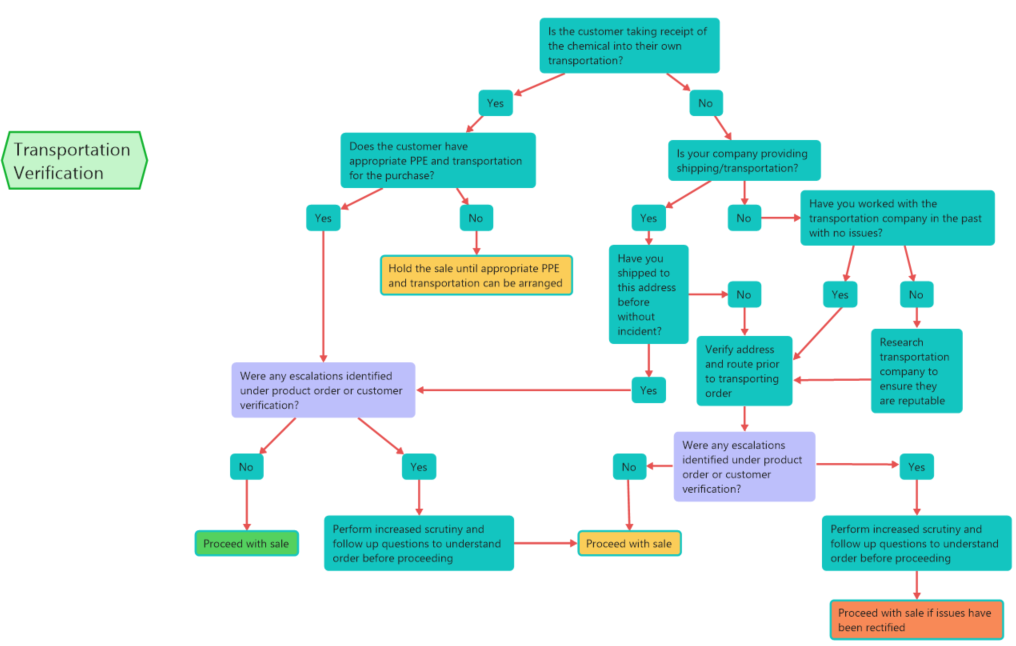 Is the customer taking receipt of
the chemical into their own
transportation?
Yes
No
Transportation
Verification
Does the customer have
appropriate PPE and transportation
for the purchase?
Is your company providing
shipping/transportation?
Yes
No
Yes
No
Have you worked with the
transportation company in the past
with no issues?
Hold the sale until appropriate PPE
and transportation can be arranged
Have you
shipped to
this address
before
without
incident?
No
Yes
No
Verify address
and route prior
to transporting
order
Research
transportation
company to
ensure they
are reputable
Were any escalations identified
under product order or customer
verification?
Yes
Were any escalations
identified under product
order or customer
verification?
No
Yes
No
Yes
Proceed with sale
Perform increased scrutiny and
follow up questions to understand
order before proceeding
Proceed with sale
Perform increased scrutiny and
follow up questions to understand
order before proceeding
Proceed with sale if issues have
been rectified